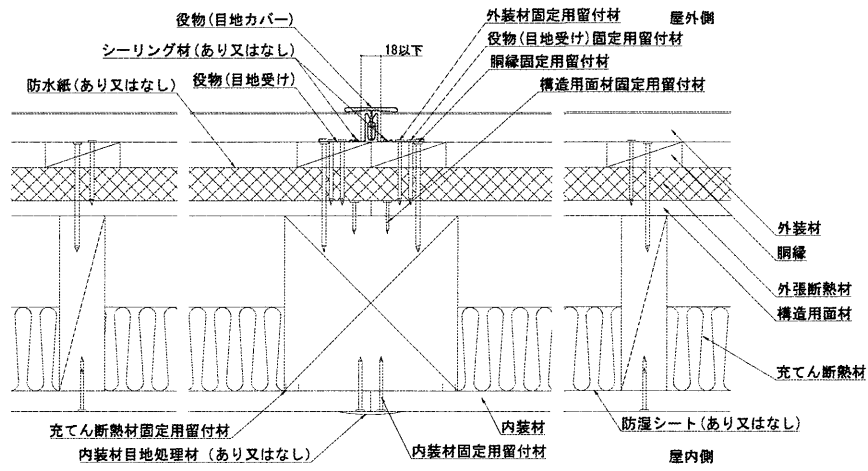 役物(目地カバー)
外装材固定用留付材
屋外側
シーリング材(あり又はなし)
18以下
役物(目地受け)固定用留付材
防水紙(あり又はなし)
役物(目地受け)
胴縁固定用留付材
構造用面材固定用留付材
外装材
胴縁
外張断熱材
構造用面材
充てん断熱材
充てん断熱材固定用留付材
内装材
防湿シート(あり又はなし)
内装材目地処理材(あり又はなし)
内装材固定用留付材
屋内側